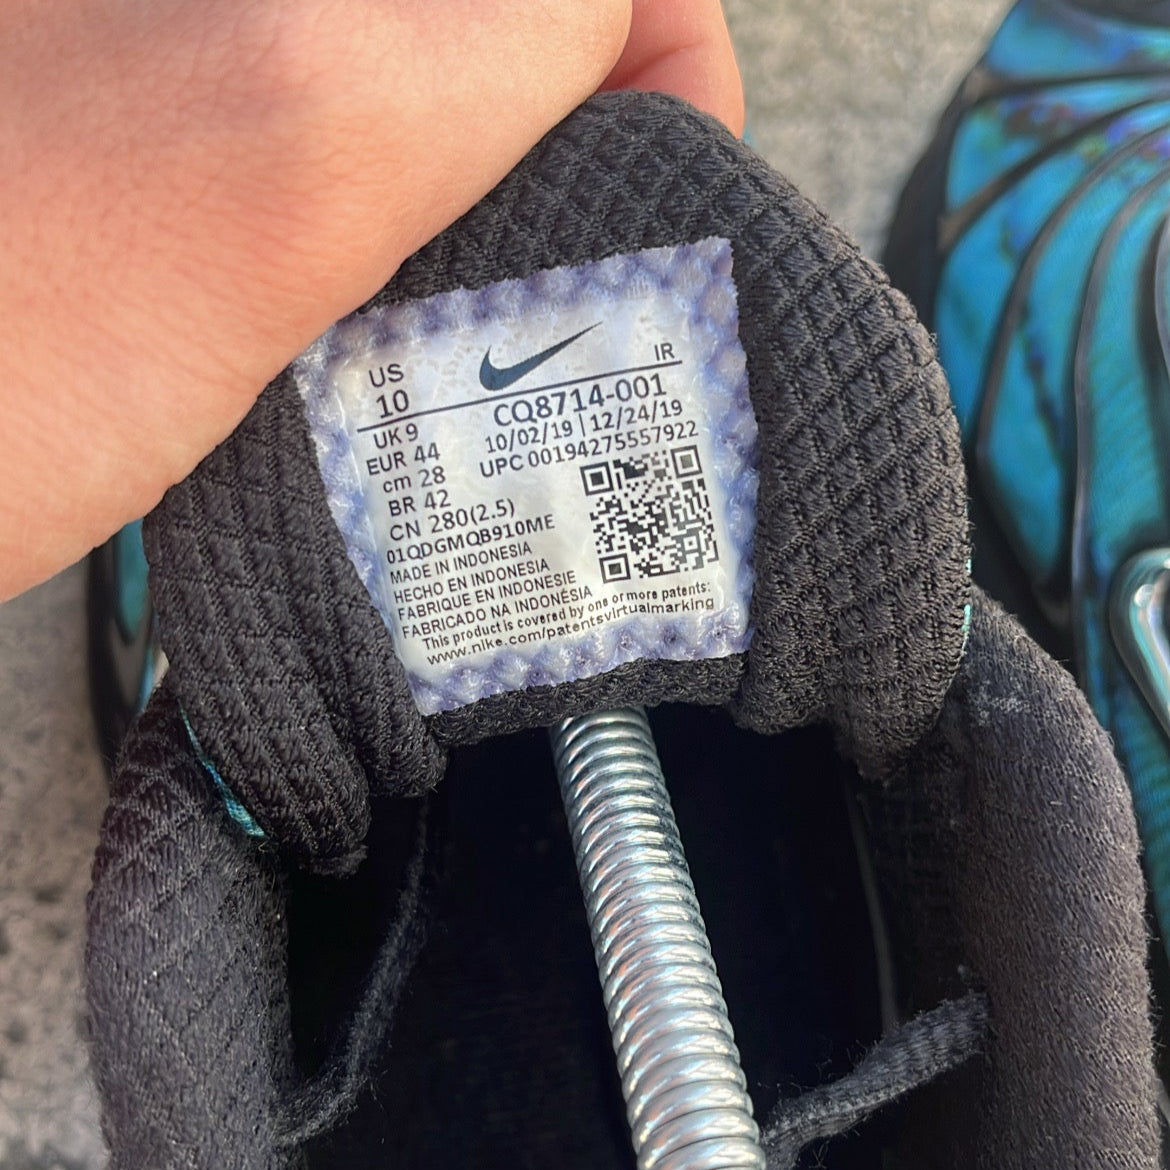 US
10
IR
CQ8714-001
10/02/19 | 12/24/19
UPC 00194275557922
UK 9
EUR 44
cm 28
BR 42
CN 280(2.5)
01QDGMQB910ME
MADE IN INDONESIA
HECHO EN INDONESIA
FABRIQUE EN INDONESIE
FABRICADO NA INDONÉSIA
This product is covered by one or more patents:
www.nike.com/patentsvirtualmarking